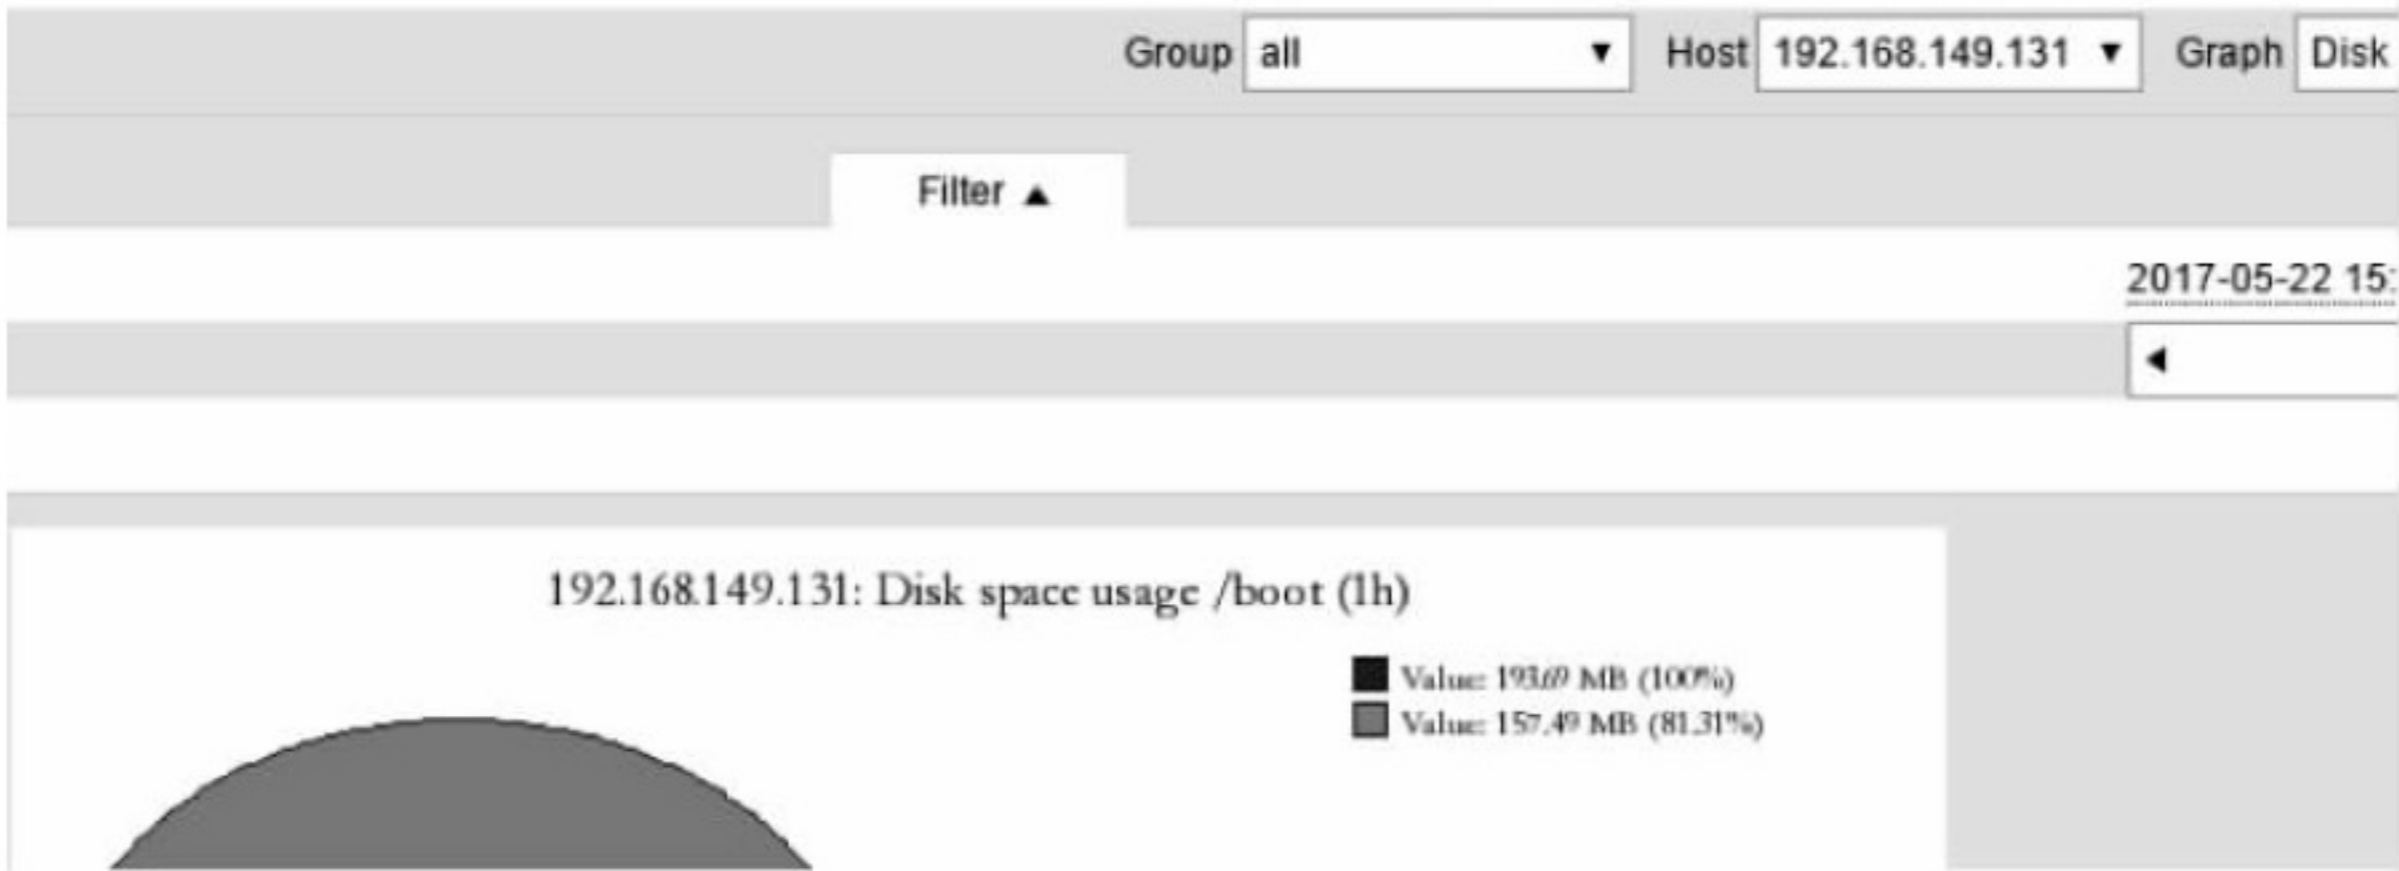 Group all Host 192.168.149.131 Graph Disk
Filter
2017-05-22 15:
192.168.149.131: Disk space usage /boot (1h)
Value: 193.69 MB (100%)
Value: 157.49 MB (81.31%)